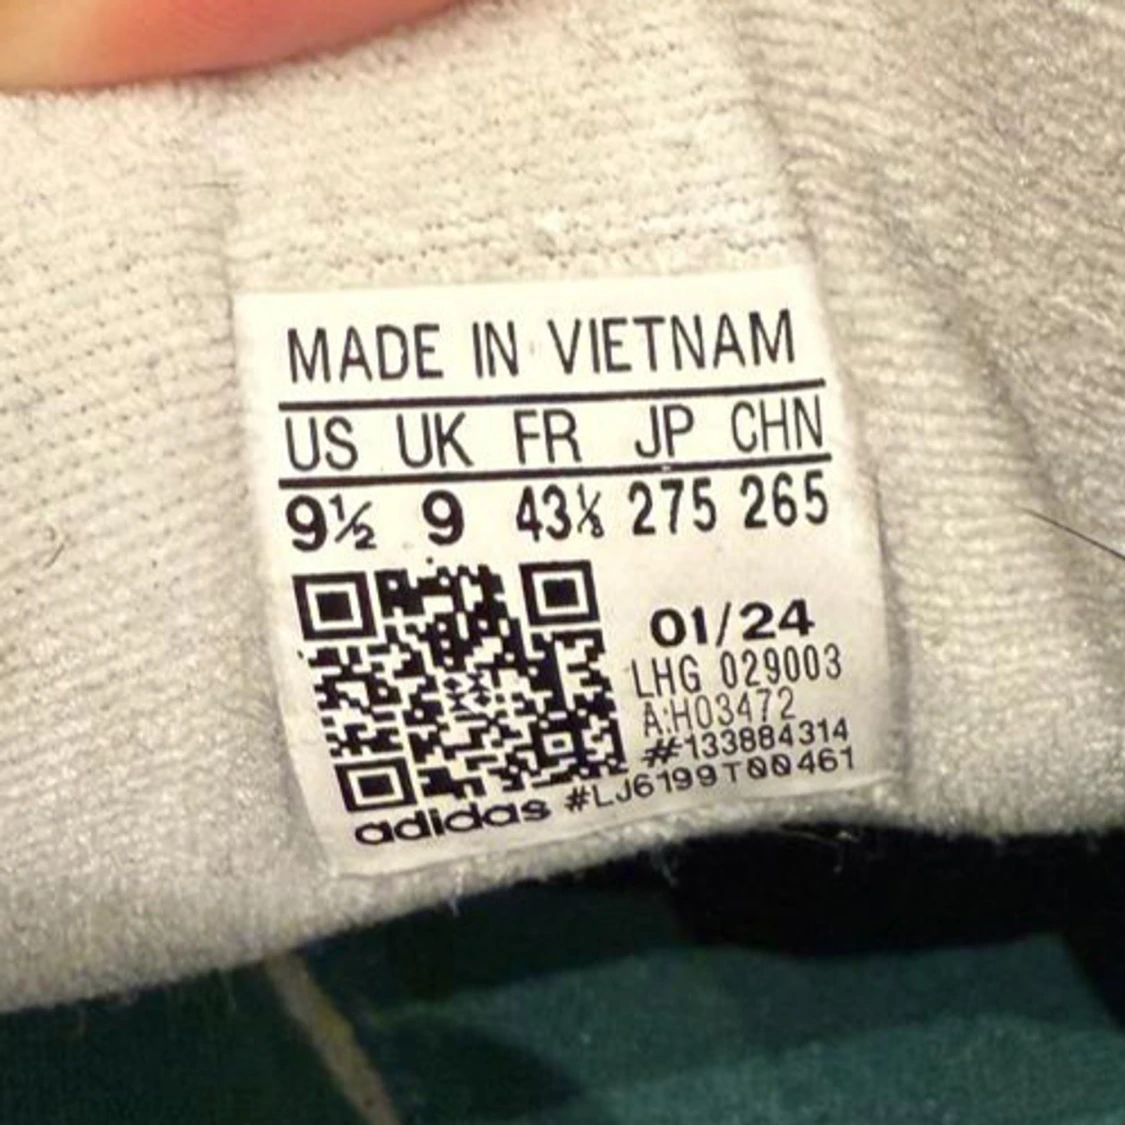 MADE IN VIETNAM
US UK FR JP CHN
9½ 9 43⅓ 275 265
01/24
LHG 029003
A:H03472
#133884314
#LJ6199T00461
adidas